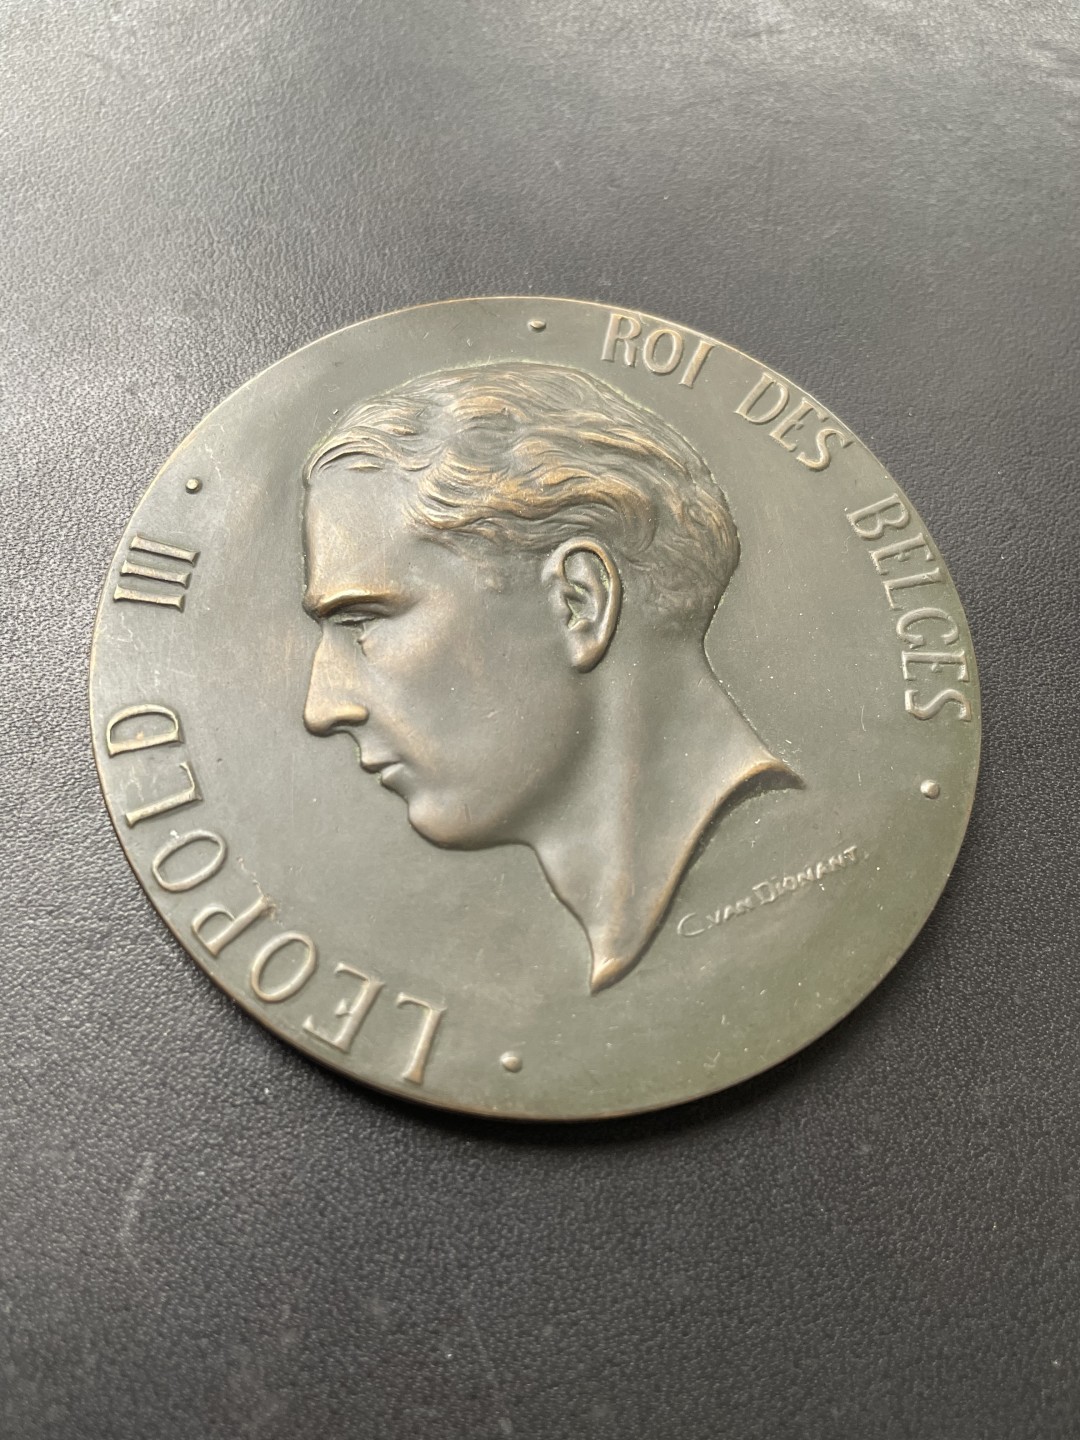 · LEOPOLD III · · ROI DES BELGES ·
C. VAN DIONANT.